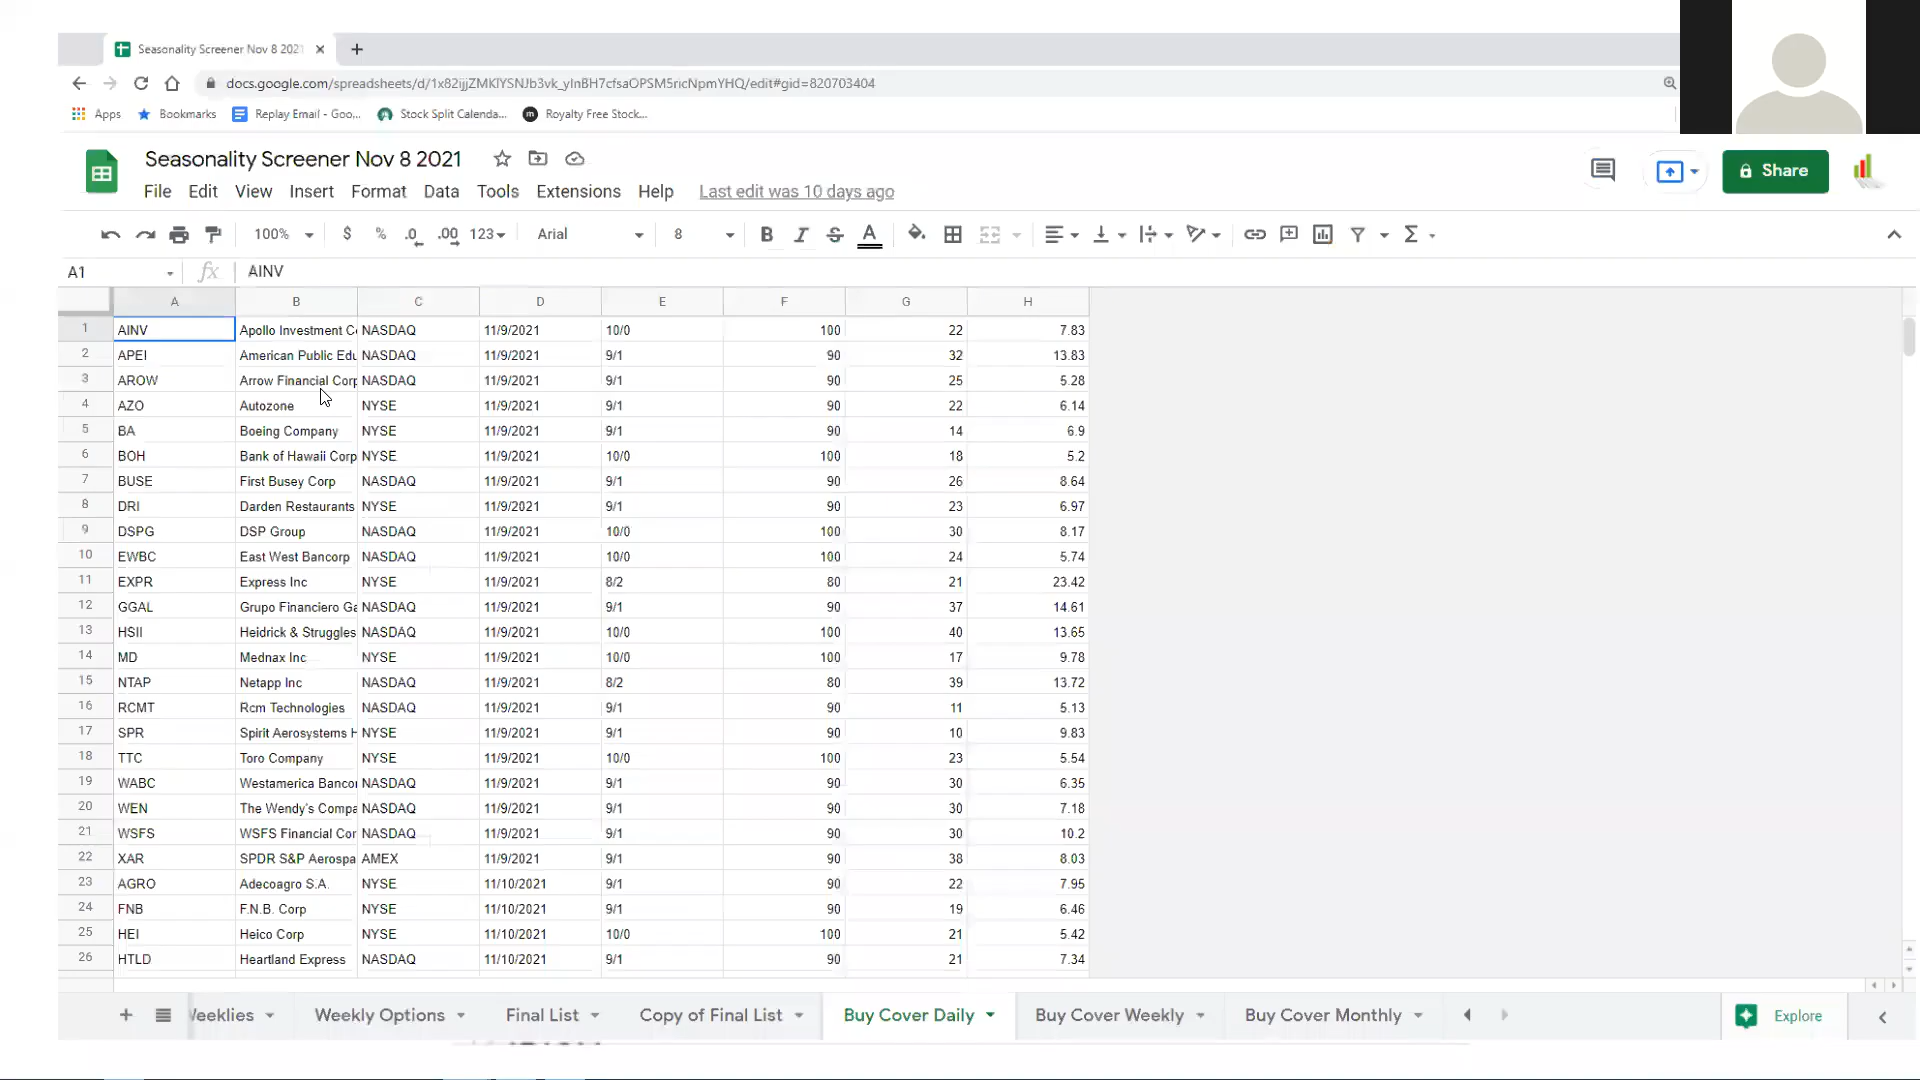 Seasonality Screener Nov 8 2021
docs.google.com/spreadsheets/d/1x82ijjZMKIYSNJb3vk_yInBH7cfsaOPSM5ricNpmYHQ/edit#gid=820703404
Apps Bookmarks Replay Email - Goo... Stock Split Calenda... Royalty Free Stock...
Seasonality Screener Nov 8 2021
File Edit View Insert Format Data Tools Extensions Help Last edit was 10 days ago
Share
100% $ % .0 .00 123 Arial 8 B I S A
A1 fx AINV
A B C D E F G H
1 AINV Apollo Investment Co NASDAQ 11/9/2021 10/0 100 22 7.83
2 APEI American Public Edu NASDAQ 11/9/2021 9/1 90 32 13.83
3 AROW Arrow Financial Corp NASDAQ 11/9/2021 9/1 90 25 5.28
4 AZO Autozone NYSE 11/9/2021 9/1 90 22 6.14
5 BA Boeing Company NYSE 11/9/2021 9/1 90 14 6.9
6 BOH Bank of Hawaii Corp NYSE 11/9/2021 10/0 100 18 5.2
7 BUSE First Busey Corp NASDAQ 11/9/2021 9/1 90 26 8.64
8 DRI Darden Restaurants NYSE 11/9/2021 9/1 90 23 6.97
9 DSPG DSP Group NASDAQ 11/9/2021 10/0 100 30 8.17
10 EWBC East West Bancorp NASDAQ 11/9/2021 10/0 100 24 5.74
11 EXPR Express Inc NYSE 11/9/2021 8/2 80 21 23.42
12 GGAL Grupo Financiero Ga NASDAQ 11/9/2021 9/1 90 37 14.61
13 HSII Heidrick & Struggles NASDAQ 11/9/2021 10/0 100 40 13.65
14 MD Mednax Inc NYSE 11/9/2021 10/0 100 17 9.78
15 NTAP Netapp Inc NASDAQ 11/9/2021 8/2 80 39 13.72
16 RCMT Rcm Technologies NASDAQ 11/9/2021 9/1 90 11 5.13
17 SPR Spirit Aerosystems H NYSE 11/9/2021 9/1 90 10 9.83
18 TTC Toro Company NYSE 11/9/2021 10/0 100 23 5.54
19 WABC Westamerica Bancor NASDAQ 11/9/2021 9/1 90 30 6.35
20 WEN The Wendy's Compa NASDAQ 11/9/2021 9/1 90 30 7.18
21 WSFS WSFS Financial Cor NASDAQ 11/9/2021 9/1 90 30 10.2
22 XAR SPDR S&P Aerospa AMEX 11/9/2021 9/1 90 38 8.03
23 AGRO Adecoagro S.A. NYSE 11/10/2021 9/1 90 22 7.95
24 FNB F.N.B. Corp NYSE 11/10/2021 9/1 90 19 6.46
25 HEI Heico Corp NYSE 11/10/2021 10/0 100 21 5.42
26 HTLD Heartland Express NASDAQ 11/10/2021 9/1 90 21 7.34
Weeklies Weekly Options Final List Copy of Final List Buy Cover Daily Buy Cover Weekly Buy Cover Monthly Explore